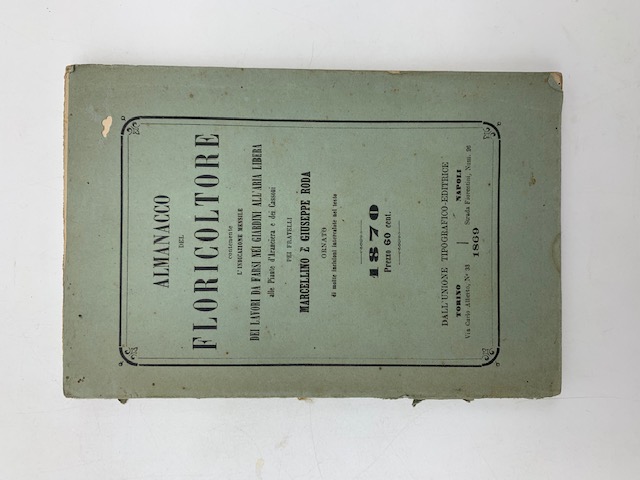 ALMANACCO
DEL
FLORICOLTORE
contenente
L'INDICAZIONE MENSILE
DEI LAVORI DA FARSI NEI GIARDINI ALL'ARIA LIBERA
alle Piante d'Aranciera e dei Cassoni
PEI FRATELLI
MARCELLINO E GIUSEPPE RODA
ORNATO
di molte incisioni intercalate nel testo
1870
Prezzo 60 cent.
DALL'UNIONE TIPOGRAFICO-EDITRICE
TORINO NAPOLI
Via Carlo Alberto, No 33 Strada Fiorentini, Num. 26
1869